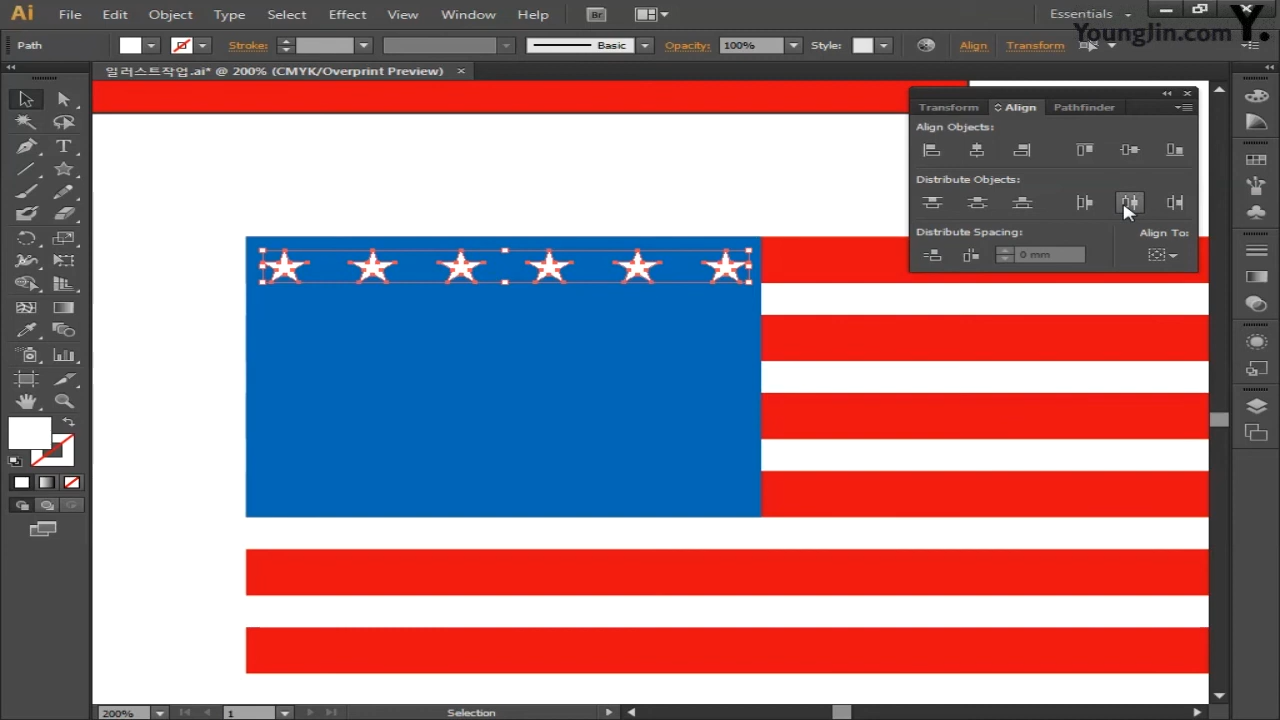 Ai File Edit Object Type Select Effect View Window Help Br Essentials
YoungJin.com Y.
Path Stroke: Basic Opacity: 100% Style: Align Transform
일러스트작업.ai* @ 200% (CMYK/Overprint Preview) ×
Transform Align Pathfinder
Align Objects:
Distribute Objects:
Distribute Spacing: Align To:
0 mm
T
200% 1 Selection